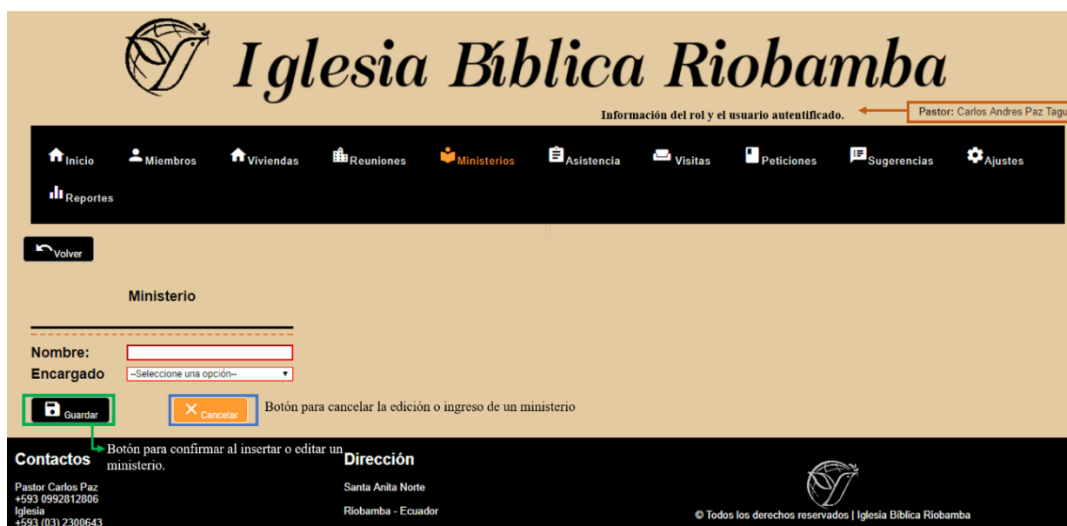 Iglesia Bíblica Riobamba
Información del rol y el usuario autentificado.
Pastor: Carlos Andres Paz Tagu
Inicio
Miembros
Viviendas
Reuniones
Ministerios
Asistencia
Visitas
Peticiones
Sugerencias
Ajustes
Reportes
Volver
Ministerio
Nombre:
Encargado
--Seleccione una opción--
Guardar
Cancelar
Botón para cancelar la edición o ingreso de un ministerio
Botón para confirmar al insertar o editar un
ministerio.
Contactos
Pastor Carlos Paz
+593 0992812806
Iglesia
+593 (03) 2300643
Dirección
Santa Anita Norte
Riobamba - Ecuador
© Todos los derechos reservados | Iglesia Bíblica Riobamba